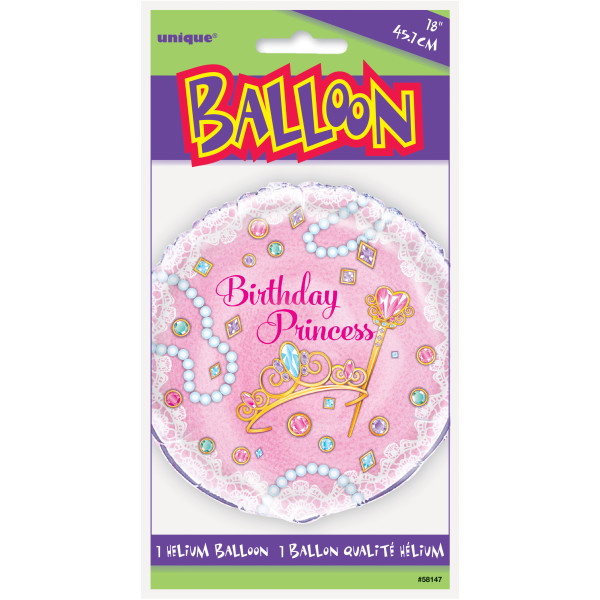 unique®
18"
45.7CM
BALLOON
Birthday
Princess
1 HELIUM BALLOON 1 BALLON QUALITÉ HÉLIUM
#58147